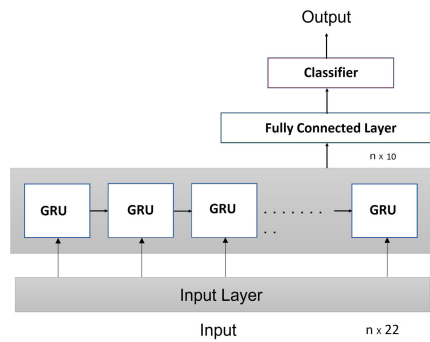 Output
Classifier
Fully Connected Layer
n x 10
GRU GRU GRU . . . . . . . GRU
. .
Input Layer
Input n x 22